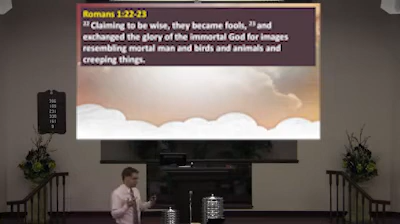 Romans 1:22-23
22 Claiming to be wise, they became fools, 23 and
exchanged the glory of the immortal God for images
resembling mortal man and birds and animals and
creeping things.